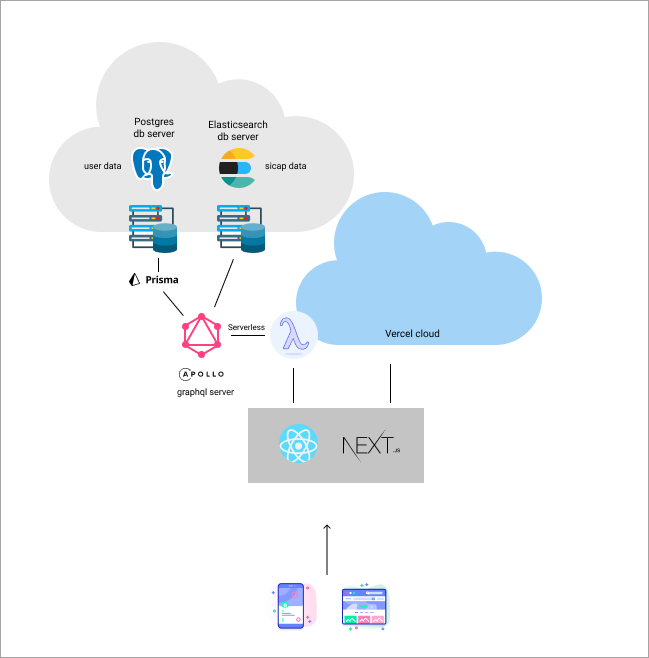 Postgres
db server
Elasticsearch
db server
user data
sicap data
Prisma
Serverless
APOLLO
graphql server
λ
Vercel cloud
NEXT.JS